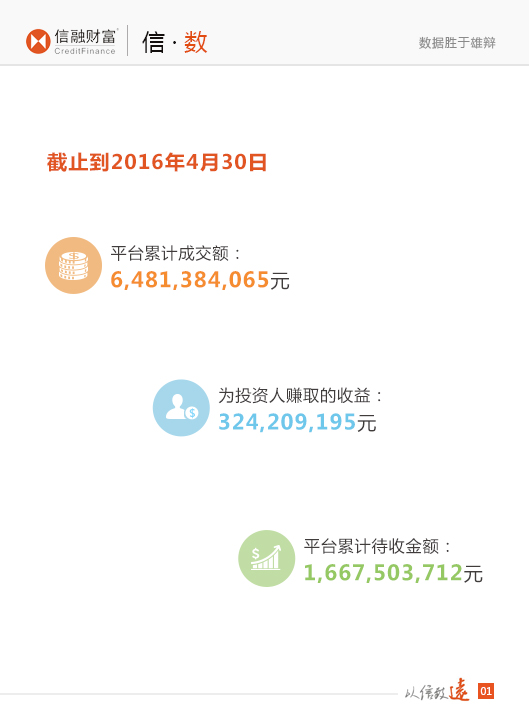 信融财富
CreditFinance
信·数
数据胜于雄辩
截止到2016年4月30日
平台累计成交额：
6,481,384,065元
为投资人赚取的收益：
324,209,195元
平台累计待收金额：
1,667,503,712元
以信致远
01